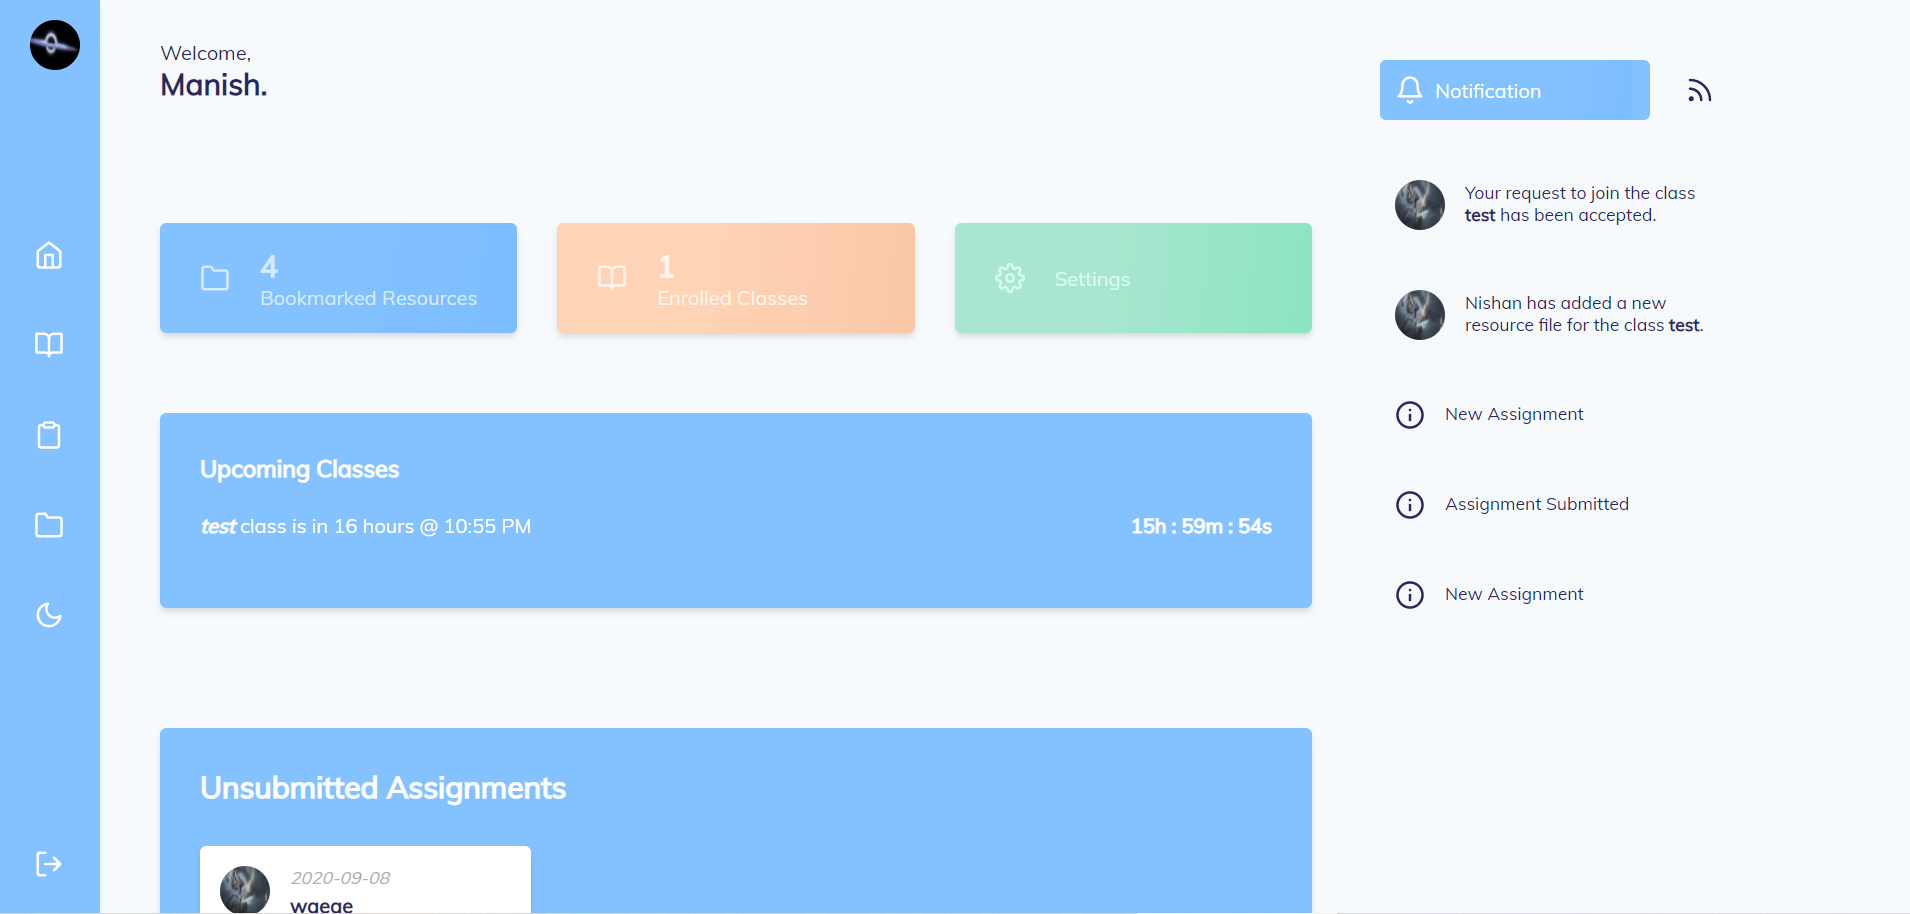 Welcome,
Manish.
Notification
4
Bookmarked Resources
1
Enrolled Classes
Settings
Upcoming Classes
test class is in 16 hours @ 10:55 PM
15h : 59m : 54s
Unsubmitted Assignments
2020-09-08
Your request to join the class
test has been accepted.
Nishan has added a new
resource file for the class test.
New Assignment
Assignment Submitted
New Assignment